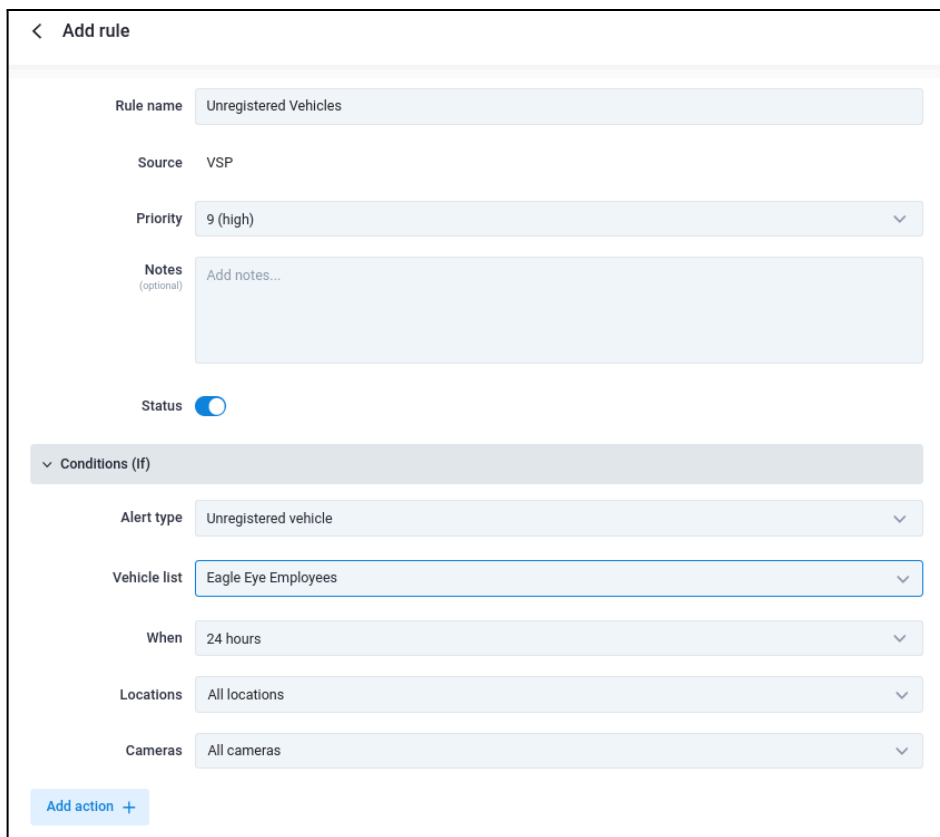 Add rule
Rule name Unregistered Vehicles
Source VSP
Priority 9 (high)
Notes Add notes...
(optional)
Status
Conditions (If)
Alert type Unregistered vehicle
Vehicle list Eagle Eye Employees
When 24 hours
Locations All locations
Cameras All cameras
Add action +